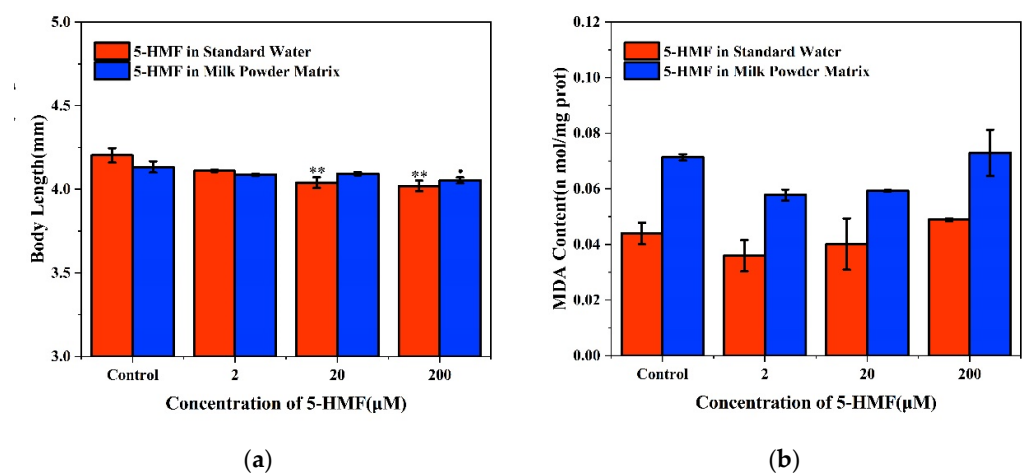 5.0
4.5
4.0
3.5
3.0
Body Length(mm)
5-HMF in Standard Water
5-HMF in Milk Powder Matrix
**
**
•
Control 2 20 200
Concentration of 5-HMF(μM)
(a)
0.12
0.10
0.08
0.06
0.04
0.02
0.00
MDA Content(n mol/mg prot)
5-HMF in Standard Water
5-HMF in Milk Powder Matrix
Control 2 20 200
Concentration of 5-HMF(μM)
(b)